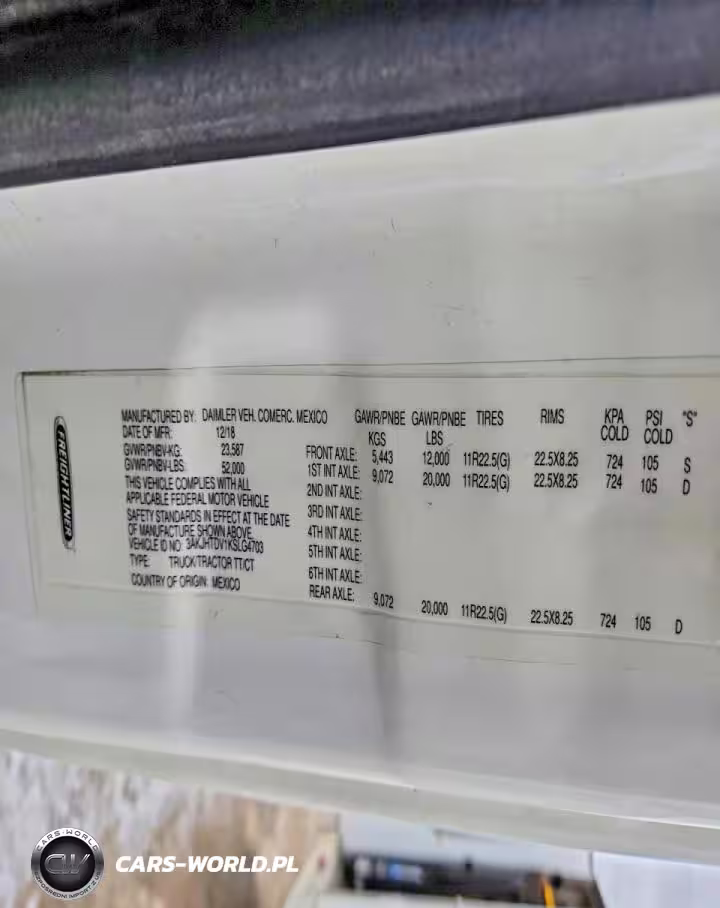 FREIGHTLINER
MANUFACTURED BY: DAIMLER VEH. COMERC. MEXICO
DATE OF MFR: 12/18
GVWR/PNBV-KG: 23,587
GVWR/PNBV-LBS: 52,000
THIS VEHICLE COMPLIES WITH ALL
APPLICABLE FEDERAL MOTOR VEHICLE
SAFETY STANDARDS IN EFFECT AT THE DATE
OF MANUFACTURE SHOWN ABOVE.
VEHICLE ID NO: 3AKJHTDV1KSLG4703
TYPE: TRUCK/TRACTOR TT/CT
COUNTRY OF ORIGIN: MEXICO
GAWR/PNBE GAWR/PNBE TIRES RIMS KPA PSI "S"
KGS LBS COLD COLD
FRONT AXLE: 5,443 12,000 11R22.5(G) 22.5X8.25 724 105 S
1ST INT AXLE: 9,072 20,000 11R22.5(G) 22.5X8.25 724 105 D
2ND INT AXLE:
3RD INT AXLE:
4TH INT AXLE:
5TH INT AXLE:
6TH INT AXLE:
REAR AXLE: 9,072 20,000 11R22.5(G) 22.5X8.25 724 105 D
CARS-WORLD
CW
CARS-WORLD.PL